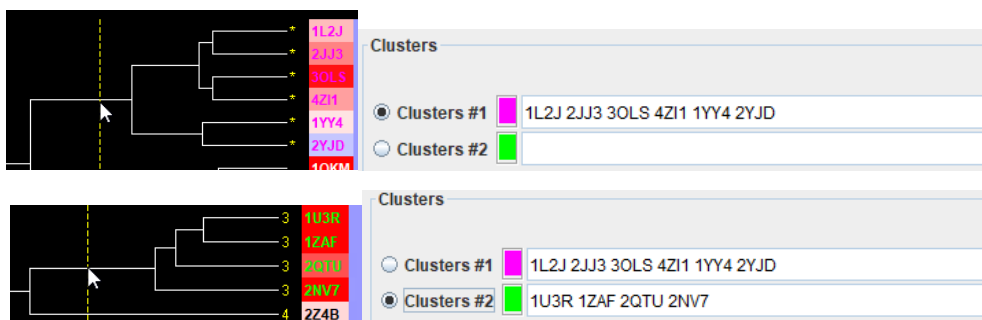 * 1L2J
* 2JJ3
* 3OLS
* 4ZI1
* 1YY4
* 2YJD
1QKM
Clusters
Clusters #1 1L2J 2JJ3 3OLS 4ZI1 1YY4 2YJD
Clusters #2
3 1U3R
3 1ZAF
3 2QTU
3 2NV7
4 2Z4B
Clusters
Clusters #1 1L2J 2JJ3 3OLS 4ZI1 1YY4 2YJD
Clusters #2 1U3R 1ZAF 2QTU 2NV7